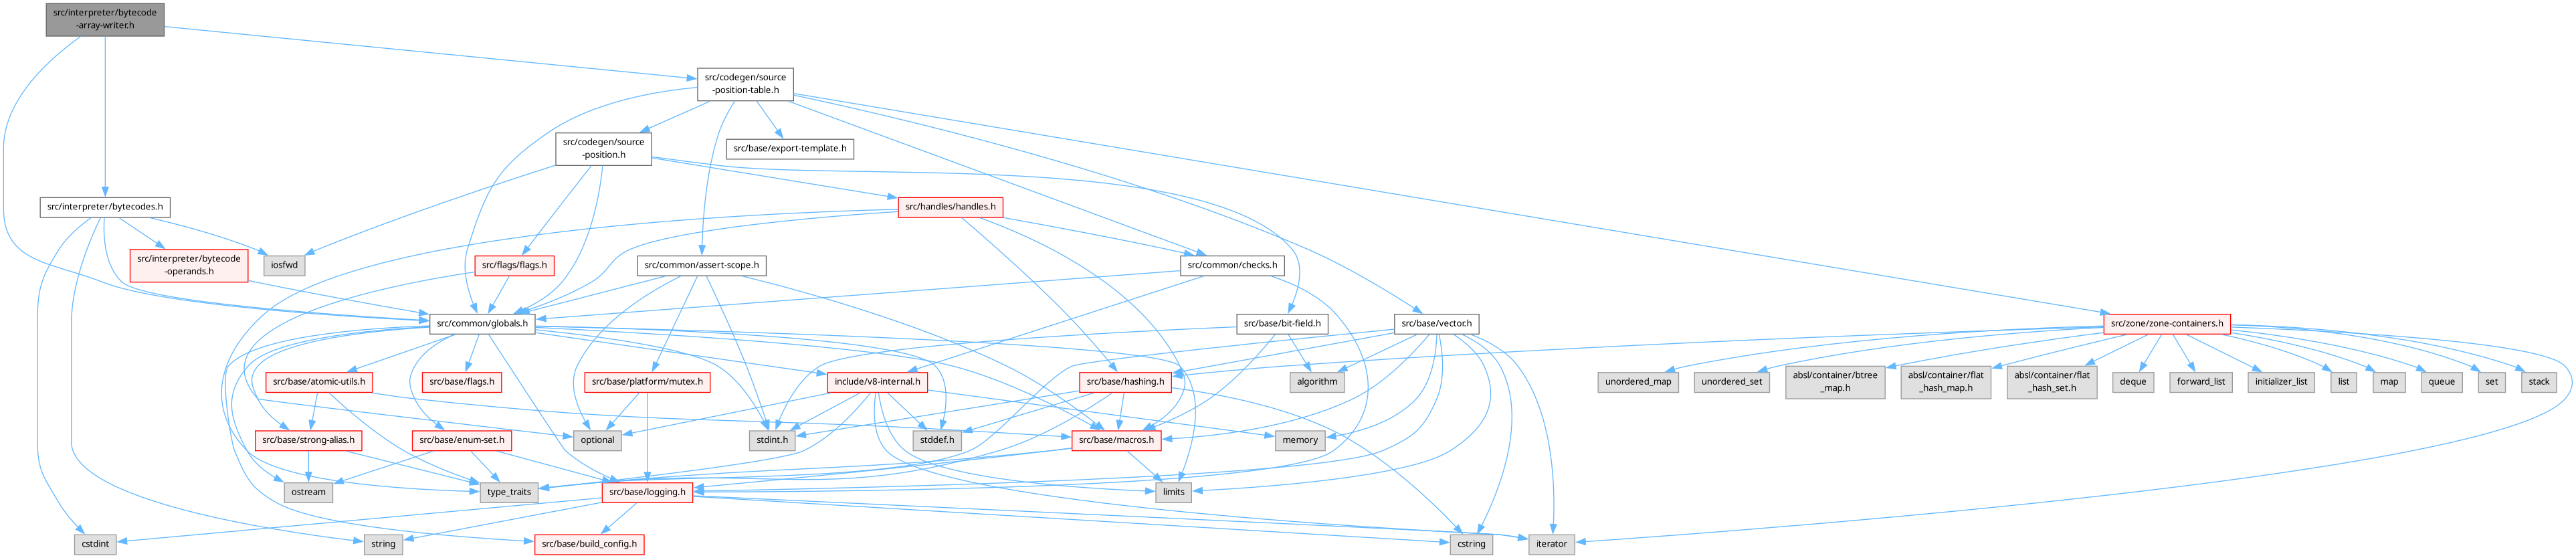 src/interpreter/bytecode
-array-writer.h
src/codegen/source
-position-table.h
src/codegen/source
-position.h
src/base/export-template.h
src/interpreter/bytecodes.h
src/handles/handles.h
src/interpreter/bytecode
-operands.h
iosfwd
src/flags/flags.h
src/common/assert-scope.h
src/common/checks.h
src/common/globals.h
src/base/bit-field.h
src/base/vector.h
src/zone/zone-containers.h
src/base/atomic-utils.h
src/base/flags.h
src/base/platform/mutex.h
include/v8-internal.h
src/base/hashing.h
algorithm
unordered_map
unordered_set
absl/container/btree
_map.h
absl/container/flat
_hash_map.h
absl/container/flat
_hash_set.h
deque
forward_list
initializer_list
list
map
queue
set
stack
src/base/strong-alias.h
src/base/enum-set.h
optional
stdint.h
stddef.h
src/base/macros.h
memory
ostream
type_traits
src/base/logging.h
limits
cstdint
string
src/base/build_config.h
cstring
iterator